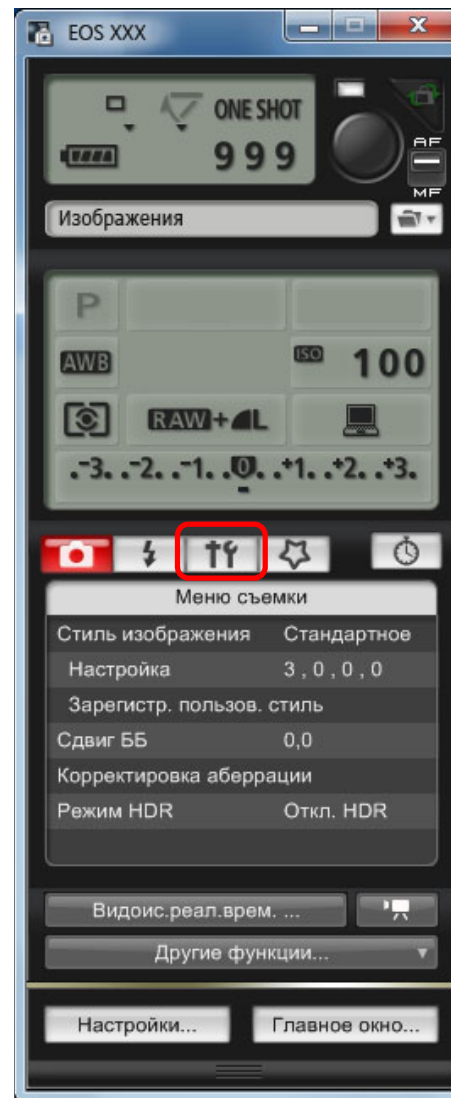 EOS XXX
ONE SHOT
999
AF
MF
Изображения
P
AWB
ISO 100
RAW+L
.-3. .-2. .-1. .0. .+1. .+2. .+3.
Меню съемки
Стиль изображения Стандартное
Настройка 3 , 0 , 0 , 0
Зарегистр. пользов. стиль
Сдвиг ББ 0,0
Корректировка аберрации
Режим HDR Откл. HDR
Видоис.реал.врем. ...
Другие функции...
Настройки... Главное окно...